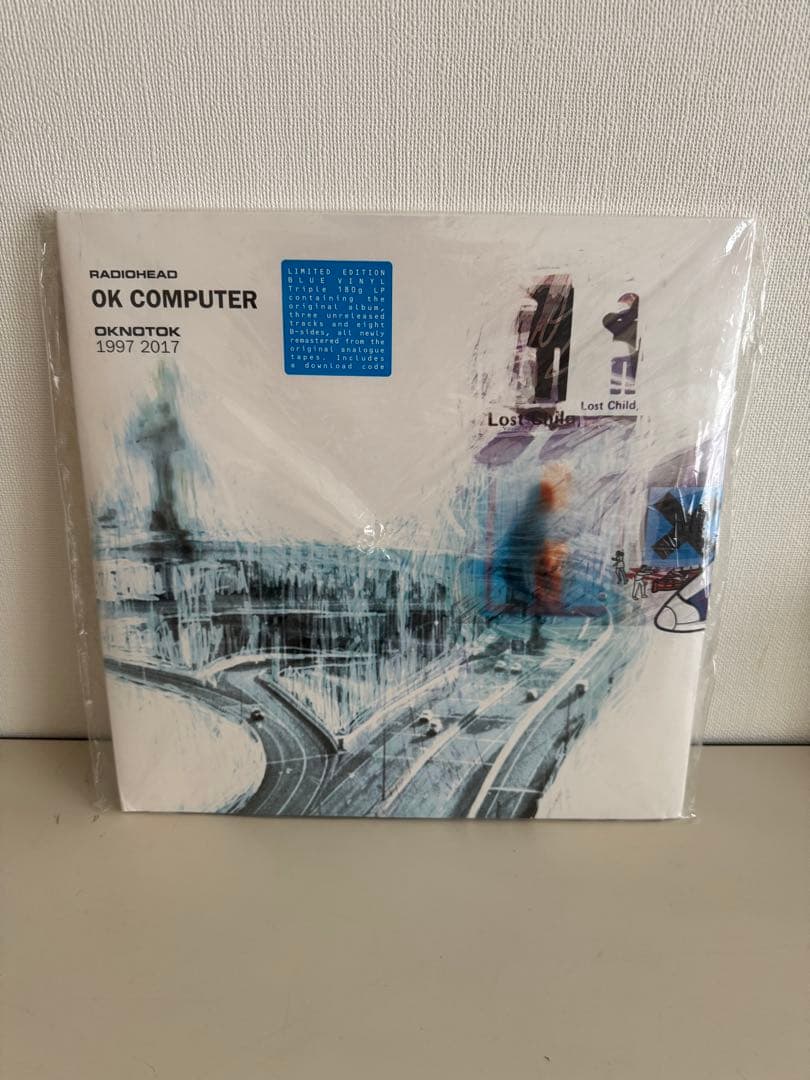 RADIOHEAD
OK COMPUTER
OKNOTOK
1997 2017
LIMITED EDITION
BLUE VINYL
Triple 180g LP
containing the
original album,
three unreleased
tracks and eight
B-sides, all newly
remastered from the
original analogue
tapes. Includes
a download code
Lost Child,
Lost Child,